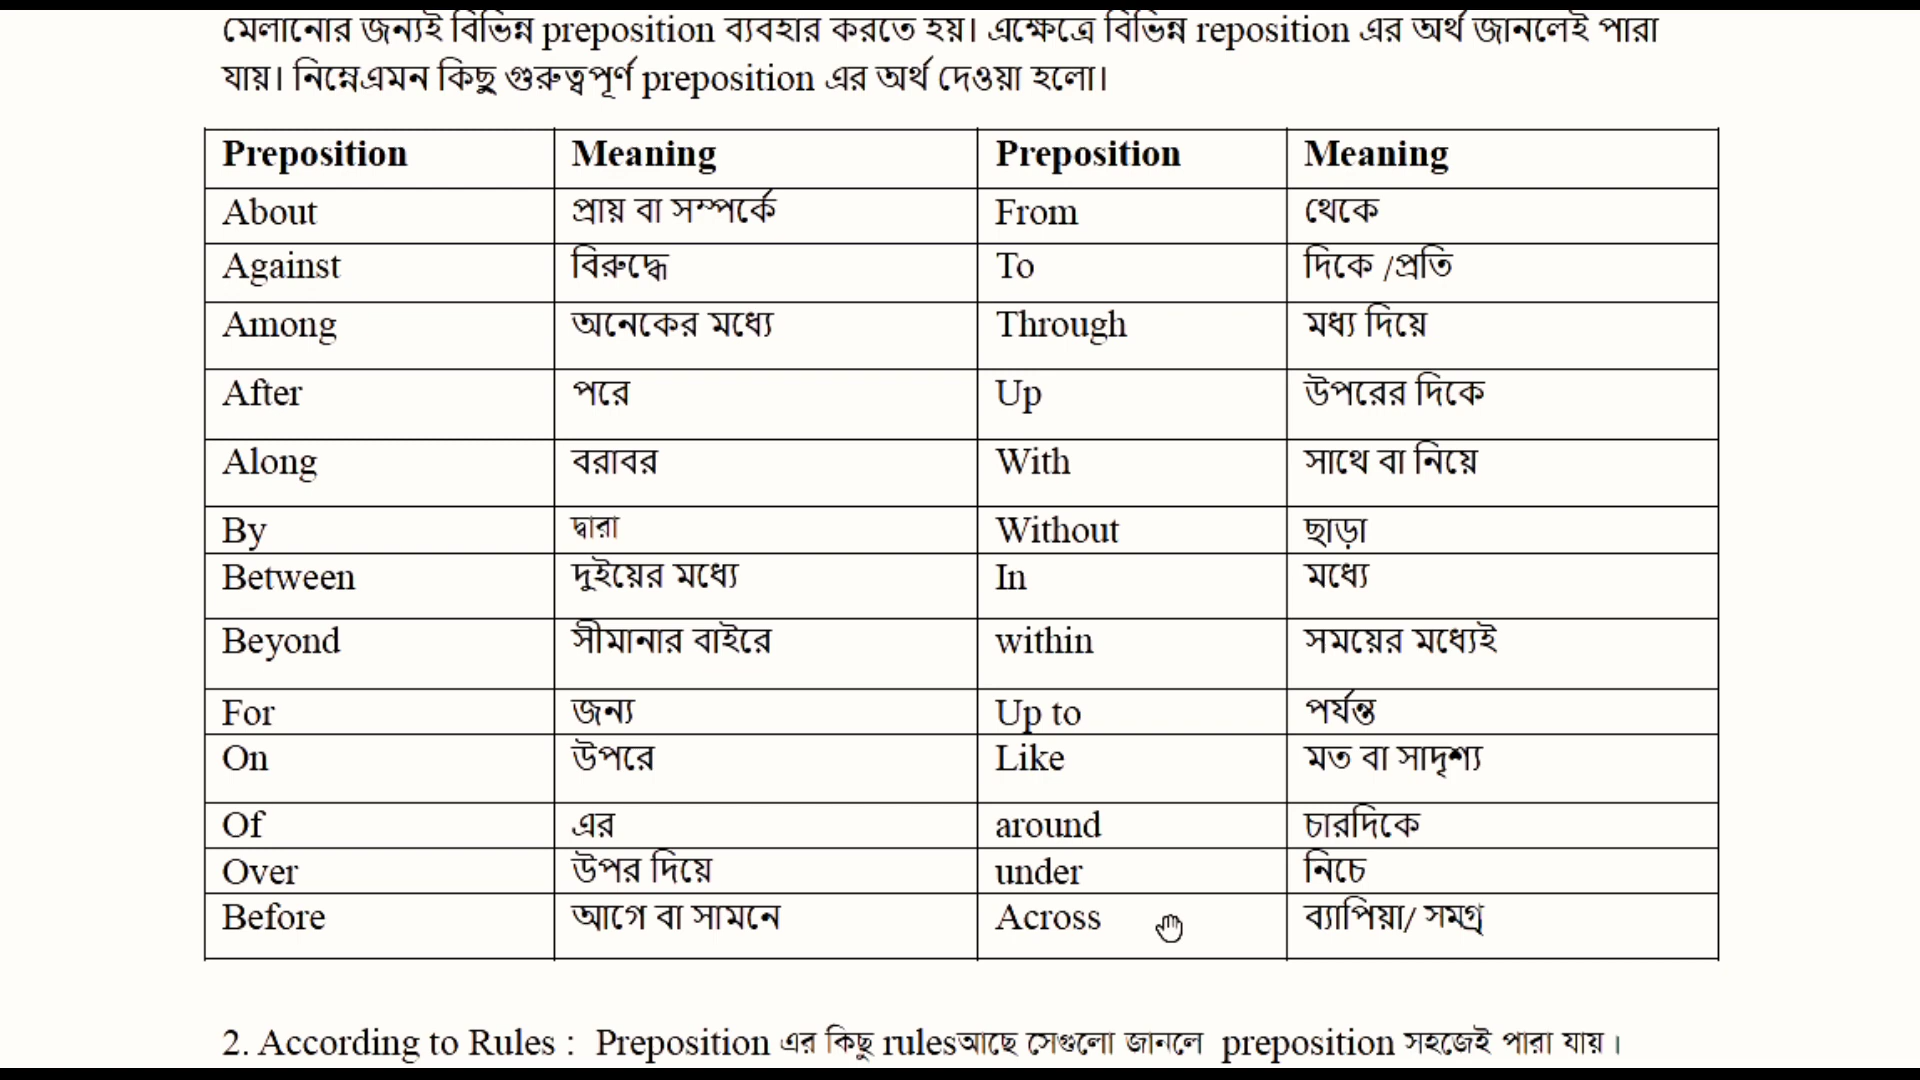 মেলানোর জন্যই বিভিন্ন preposition ব্যবহার করতে হয়। এক্ষেত্রে বিভিন্ন reposition এর অর্থ জানলেই পারা
যায়। নিম্নেএমন কিছু গুরুত্বপূর্ণ preposition এর অর্থ দেওয়া হলো।
Preposition Meaning Preposition Meaning
About প্রায় বা সম্পর্কে From থেকে
Against বিরুদ্ধে To দিকে /প্রতি
Among অনেকের মধ্যে Through মধ্য দিয়ে
After পরে Up উপরের দিকে
Along বরাবর With সাথে বা নিয়ে
By দ্বারা Without ছাড়া
Between দুইয়ের মধ্যে In মধ্যে
Beyond সীমানার বাইরে within সময়ের মধ্যেই
For জন্য Up to পর্যন্ত
On উপরে Like মত বা সাদৃশ্য
Of এর around চারদিকে
Over উপর দিয়ে under নিচে
Before আগে বা সামনে Across ব্যাপিয়া/ সমগ্র
2. According to Rules : Preposition এর কিছু rulesআছে সেগুলো জানলে preposition সহজেই পারা যায় ।